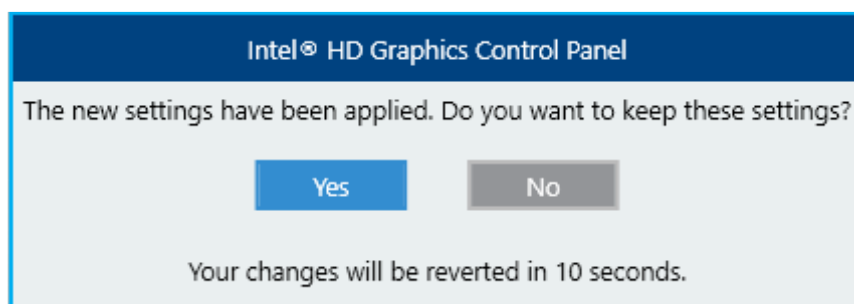 Intel® HD Graphics Control Panel
The new settings have been applied. Do you want to keep these settings?
Yes No
Your changes will be reverted in 10 seconds.